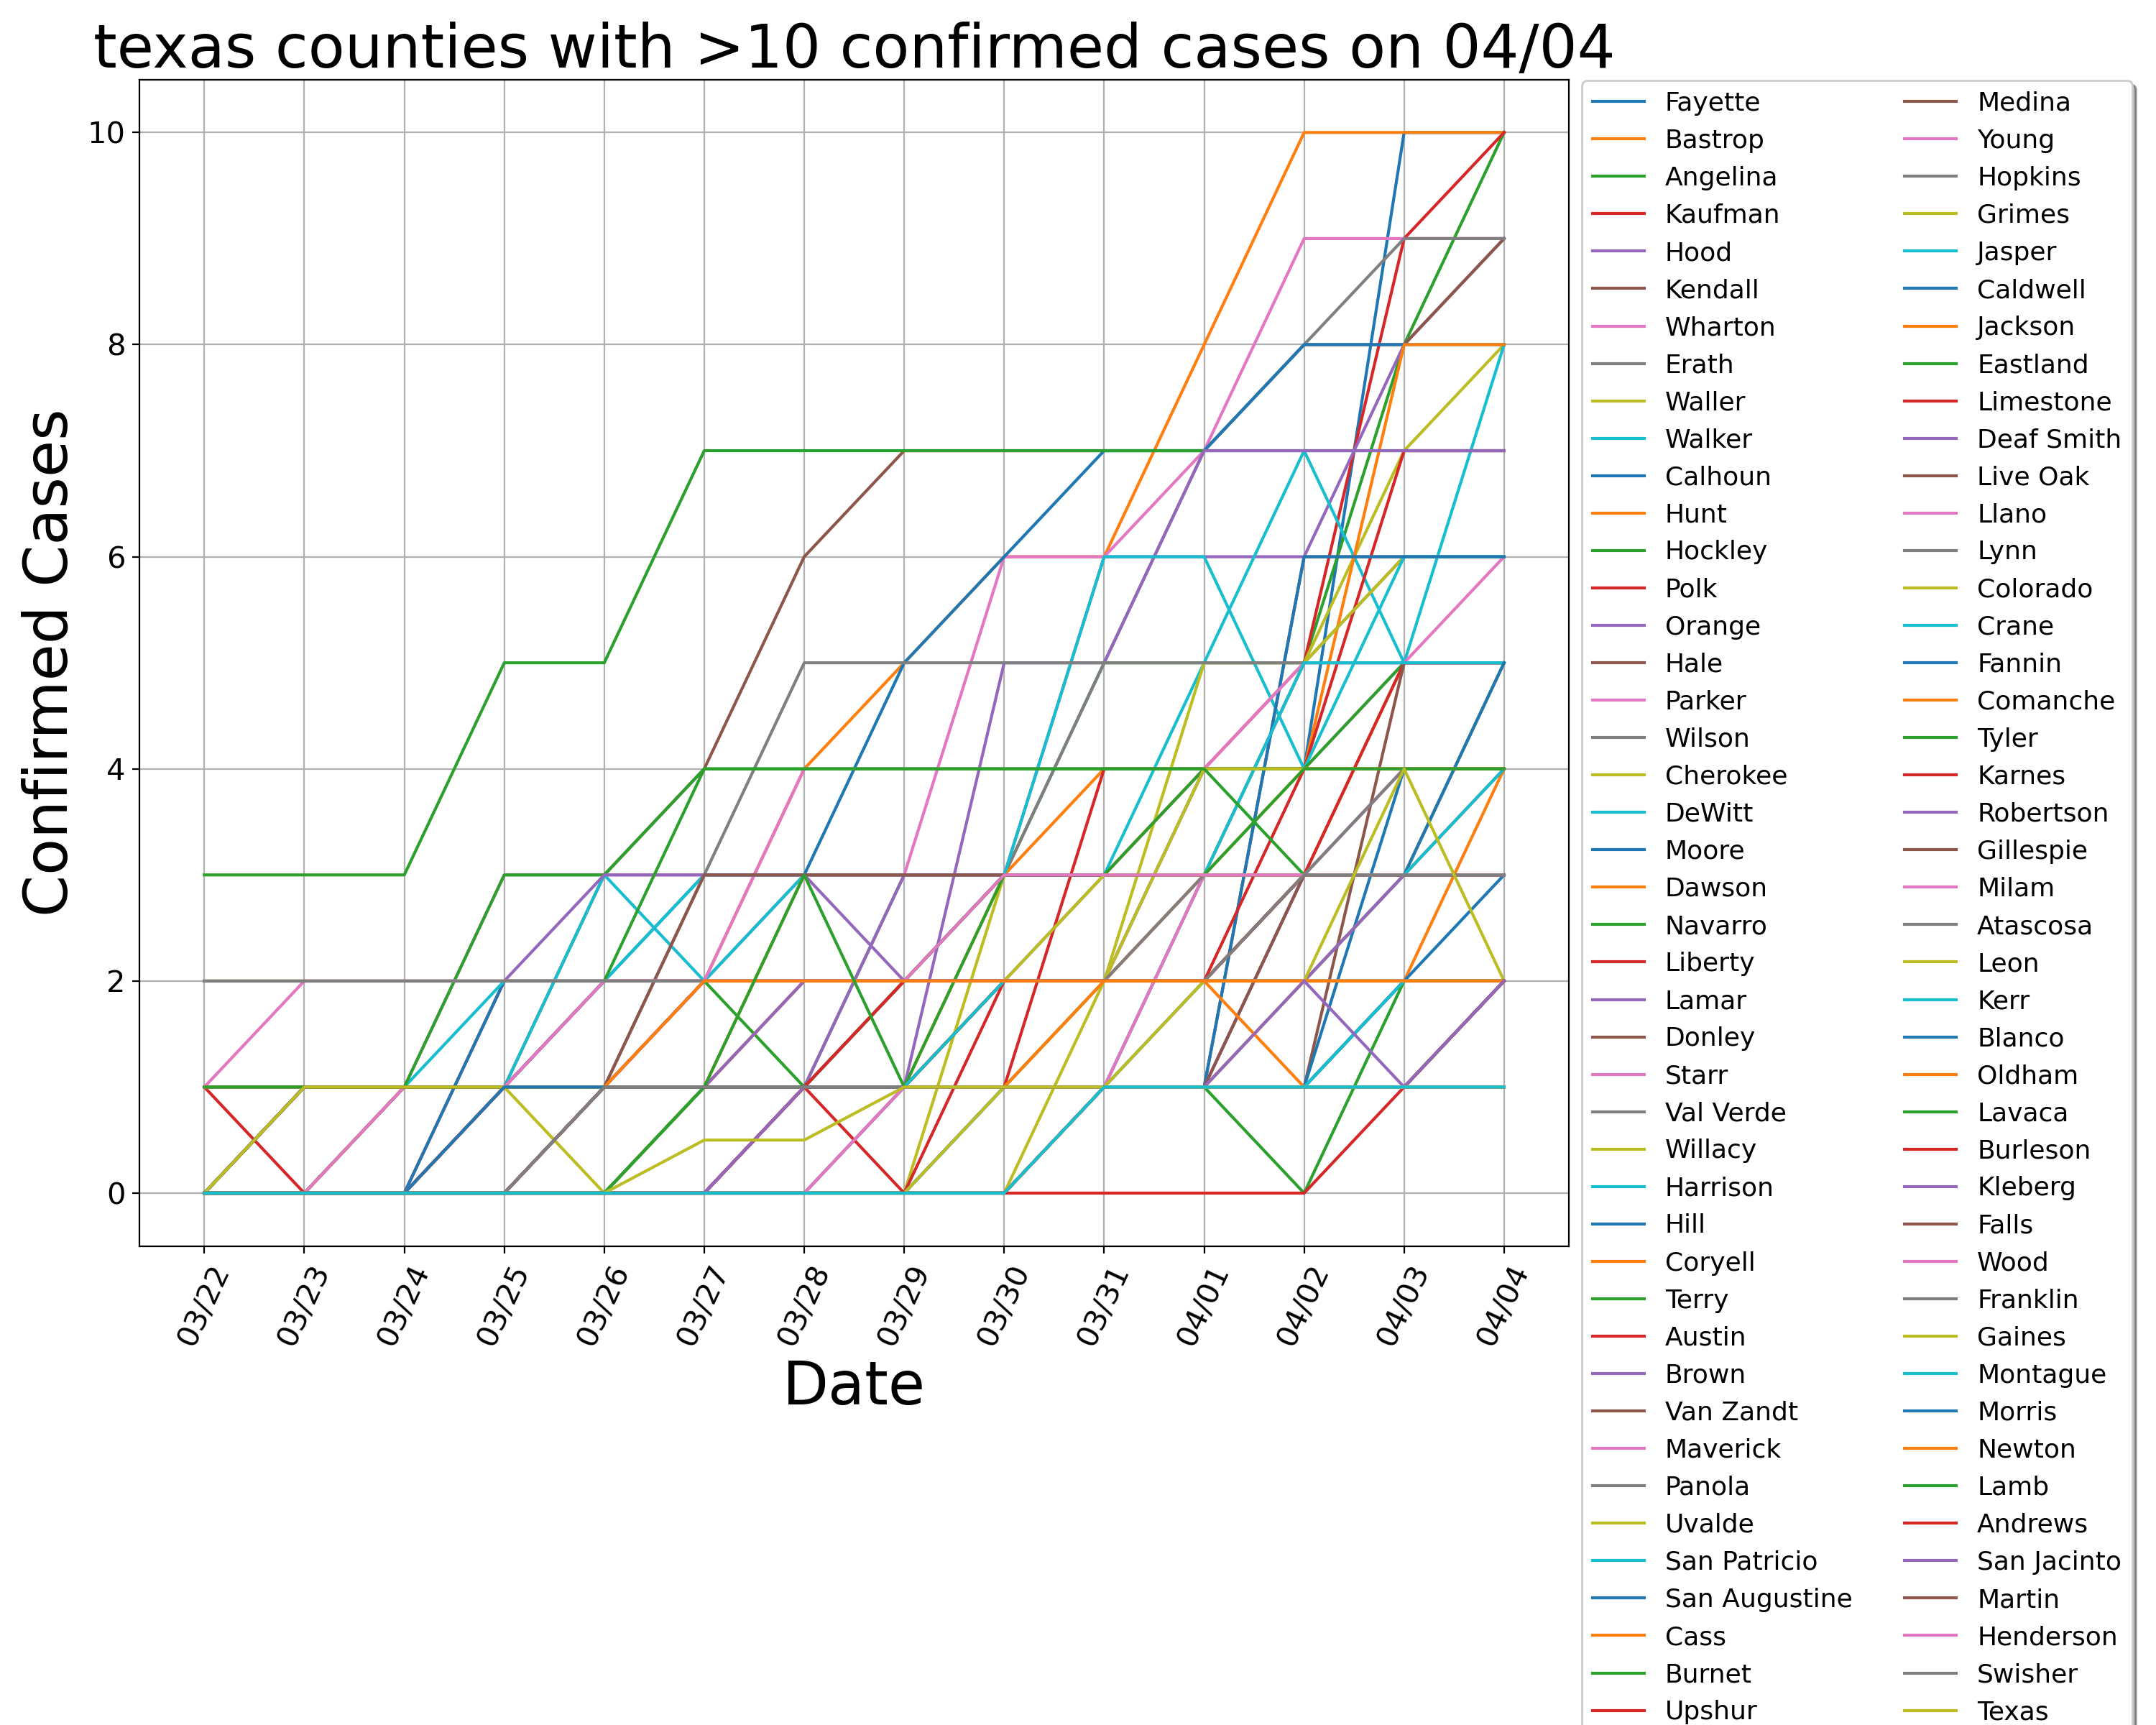 texas counties with >10 confirmed cases on 04/04
Confirmed Cases
10
8
6
4
2
0
03/22
03/23
03/24
03/25
03/26
03/27
03/28
03/29
03/30
03/31
04/01
04/02
04/03
04/04
Date
Fayette
Bastrop
Angelina
Kaufman
Hood
Kendall
Wharton
Erath
Waller
Walker
Calhoun
Hunt
Hockley
Polk
Orange
Hale
Parker
Wilson
Cherokee
DeWitt
Moore
Dawson
Navarro
Liberty
Lamar
Donley
Starr
Val Verde
Willacy
Harrison
Hill
Coryell
Terry
Austin
Brown
Van Zandt
Maverick
Panola
Uvalde
San Patricio
San Augustine
Cass
Burnet
Upshur
Medina
Young
Hopkins
Grimes
Jasper
Caldwell
Jackson
Eastland
Limestone
Deaf Smith
Live Oak
Llano
Lynn
Colorado
Crane
Fannin
Comanche
Tyler
Karnes
Robertson
Gillespie
Milam
Atascosa
Leon
Kerr
Blanco
Oldham
Lavaca
Burleson
Kleberg
Falls
Wood
Franklin
Gaines
Montague
Morris
Newton
Lamb
Andrews
San Jacinto
Martin
Henderson
Swisher
Texas